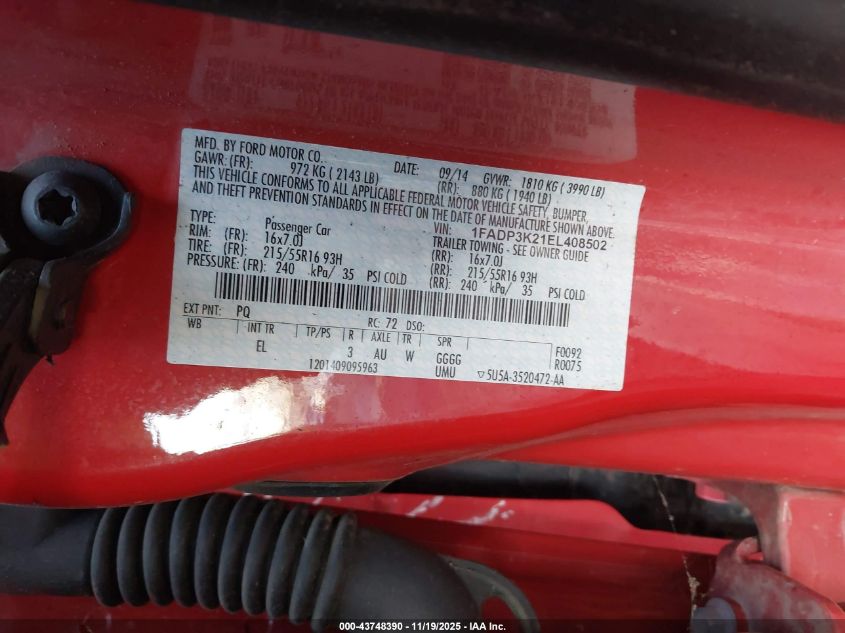 MFD. BY FORD MOTOR CO. DATE: 09/14 GVWR: 1810 KG ( 3990 LB)
GAWR: (FR): 972 KG ( 2143 LB) (RR): 880 KG ( 1940 LB)
THIS VEHICLE CONFORMS TO ALL APPLICABLE FEDERAL MOTOR VEHICLE SAFETY, BUMPER,
AND THEFT PREVENTION STANDARDS IN EFFECT ON THE DATE OF MANUFACTURE SHOWN ABOVE.
VIN: 1FADP3K21EL408502
TYPE: Passenger Car TRAILER TOWING - SEE OWNER GUIDE
RIM: (FR): 16x7.0J (RR): 16x7.0J
TIRE: (FR): 215/55R16 93H (RR): 215/55R16 93H
PRESSURE: (FR): 240 kPa/ 35 PSI COLD (RR): 240 kPa/ 35 PSI COLD
EXT PNT: PQ RC: 72 DSO:
WB INT TR TP/PS R AXLE TR SPR F0092
EL 3 AU W GGGG R0075
1201409095963 UMU ▽5U5A-3520472-AA
000-43748390 - 11/19/2025 - IAA Inc.